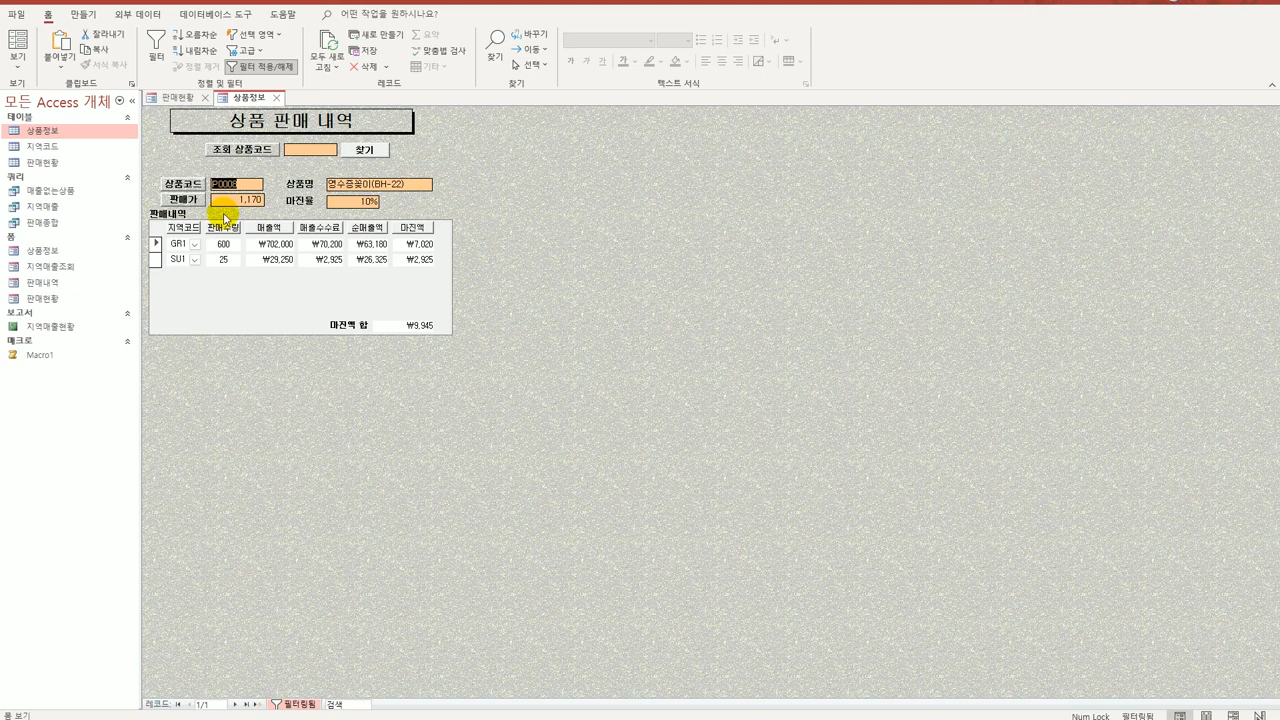 파일 홈 만들기 외부 데이터 데이터베이스 도구 도움말 어떤 작업을 원하시나요?
보기
붙여넣기
잘라내기
복사
서식 복사
클립보드
필터
오름차순
내림차순
정렬 제거
선택 영역
고급
필터 적용/해제
정렬 및 필터
모두 새로
고침
새로 만들기
저장
삭제
요약
맞춤법 검사
기타
레코드
찾기
바꾸기
이동
선택
찾기
가 가 가 가
텍스트 서식
모든 Access 개체
테이블
상품정보
지역코드
판매현황
쿼리
매출없는상품
지역매출
판매종합
폼
상품정보
지역매출조회
판매내역
판매현황
보고서
지역매출현황
매크로
Macro1
판매현황 상품정보
상품 판매 내역
조회 상품코드 찾기
상품코드 상품명 영수증꽂이(BH-22)
판매가 1,170 마진율 10%
판매내역
지역코드 판매수량 매출액 매출수수료 순매출액 마진액
GR1 600 ₩702,000 ₩70,200 ₩63,180 ₩7,020
SU1 25 ₩29,250 ₩2,925 ₩26,325 ₩2,925
마진액 합 ₩9,945
레코드: 1/1 필터링됨 검색
폼 보기 Num Lock 필터링됨